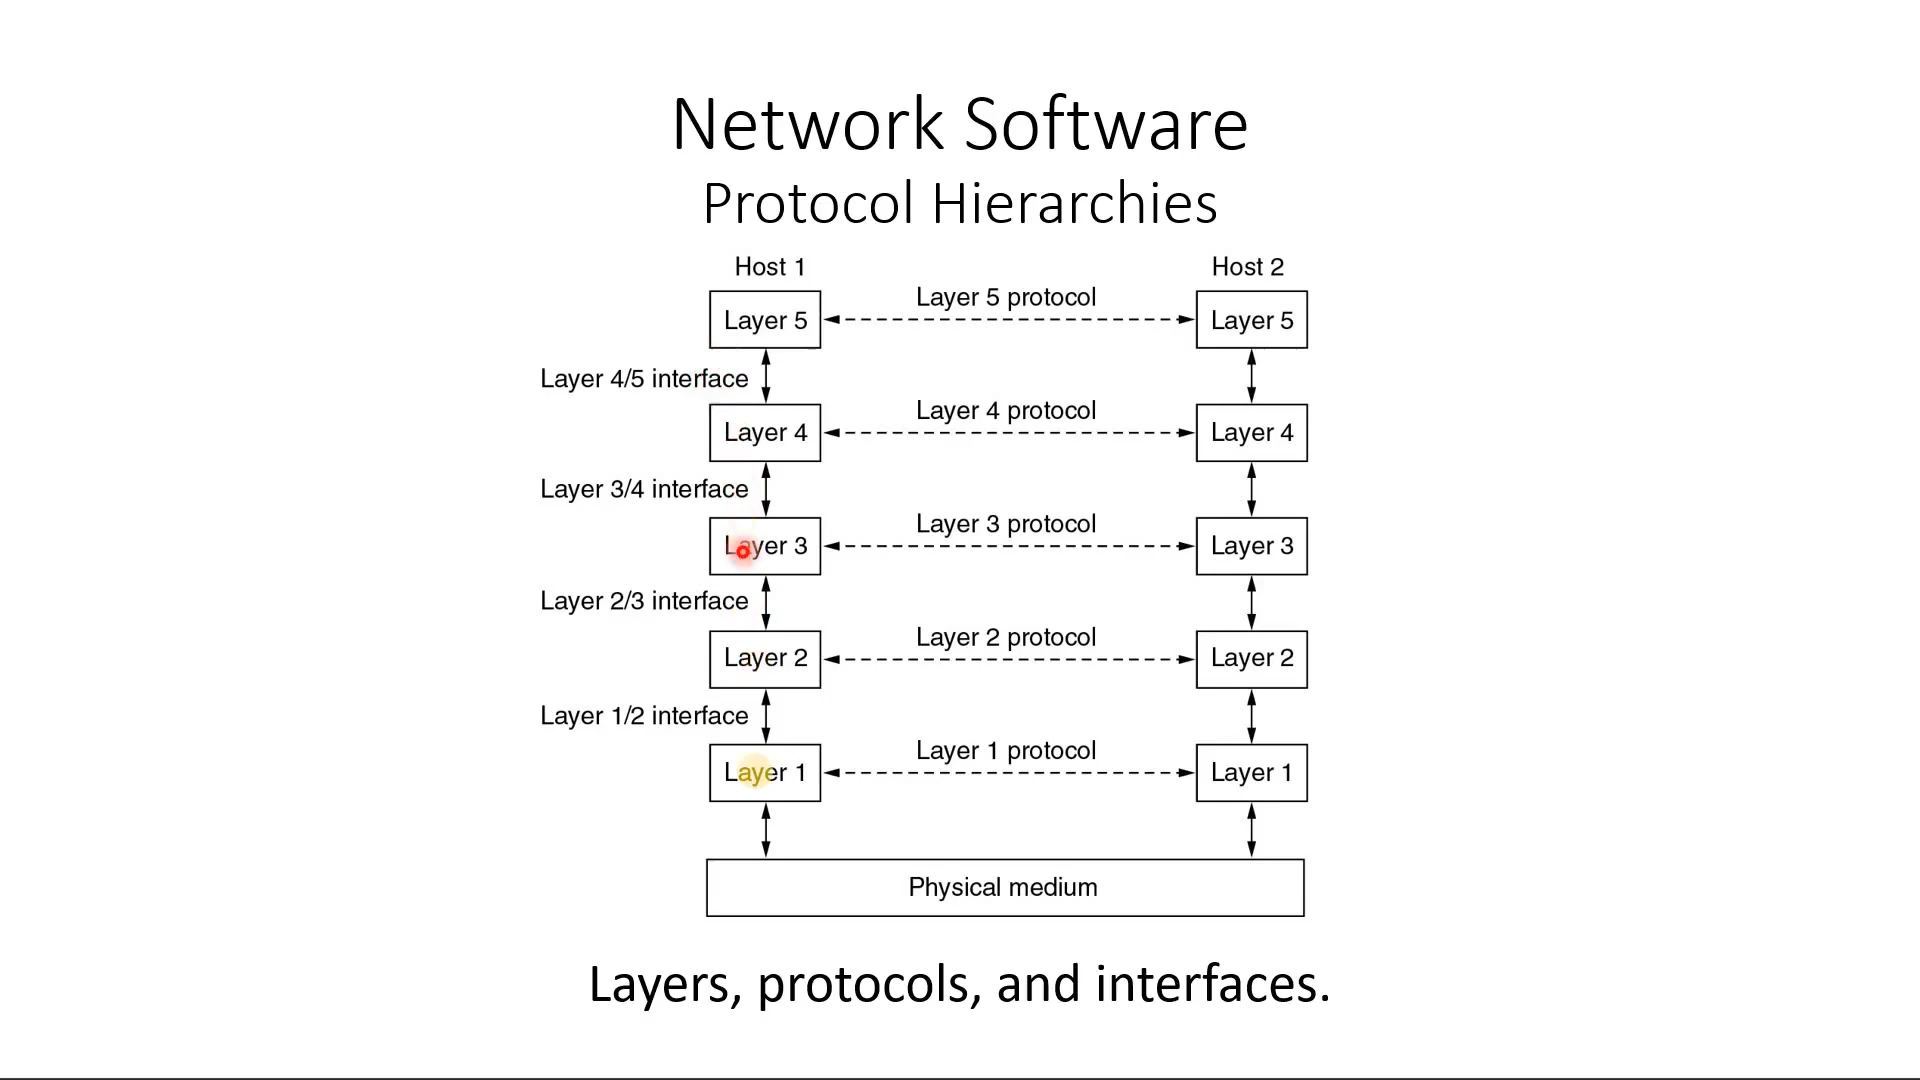 Network Software
Protocol Hierarchies
Host 1
Host 2
Layer 5
Layer 5 protocol
Layer 5
Layer 4/5 interface
Layer 4
Layer 4 protocol
Layer 4
Layer 3/4 interface
Layer 3
Layer 3 protocol
Layer 3
Layer 2/3 interface
Layer 2
Layer 2 protocol
Layer 2
Layer 1/2 interface
Layer 1
Layer 1 protocol
Layer 1
Physical medium
Layers, protocols, and interfaces.